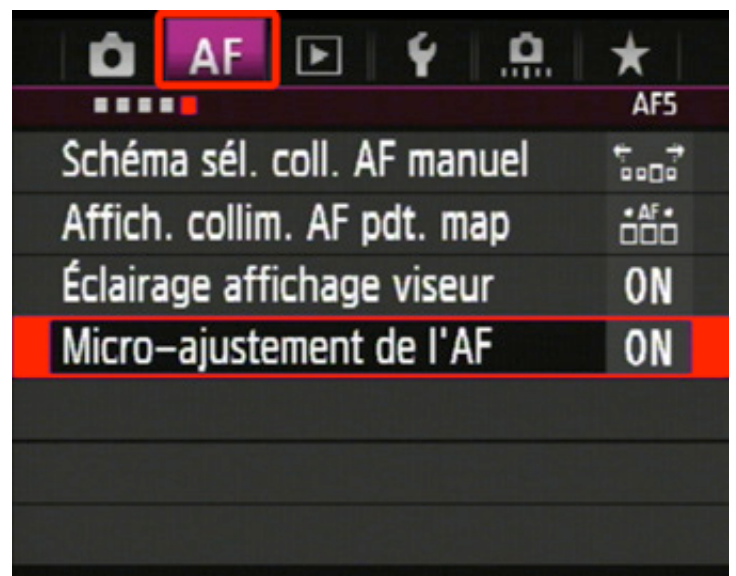 AF
AF5
Schéma sél. coll. AF manuel
Affich. collim. AF pdt. map
AF
Éclairage affichage viseur ON
Micro-ajustement de l'AF ON